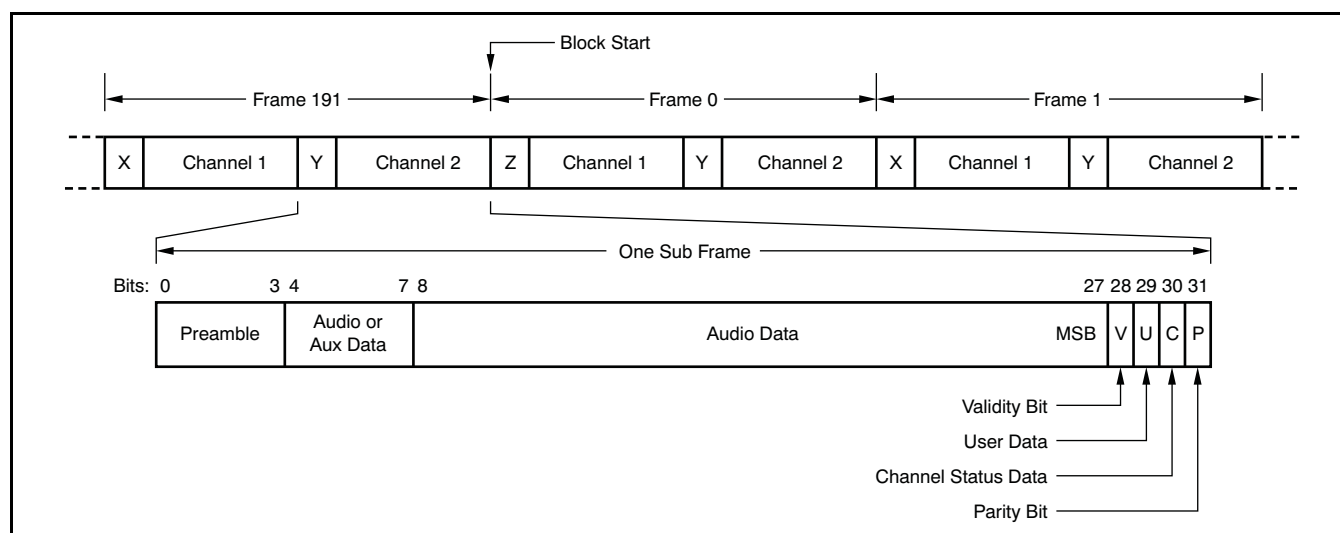 Block Start
Frame 191 Frame 0 Frame 1
X Channel 1 Y Channel 2 Z Channel 1 Y Channel 2 X Channel 1 Y Channel 2
One Sub Frame
Bits: 0 3 4 7 8 27 28 29 30 31
Preamble Audio or Aux Data Audio Data MSB V U C P
Validity Bit
User Data
Channel Status Data
Parity Bit